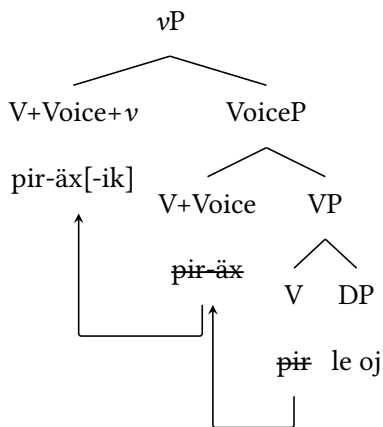 vP
V+Voice+v VoiceP
pir-äx[-ik]
V+Voice VP
pir-äx
V DP
pir le oj